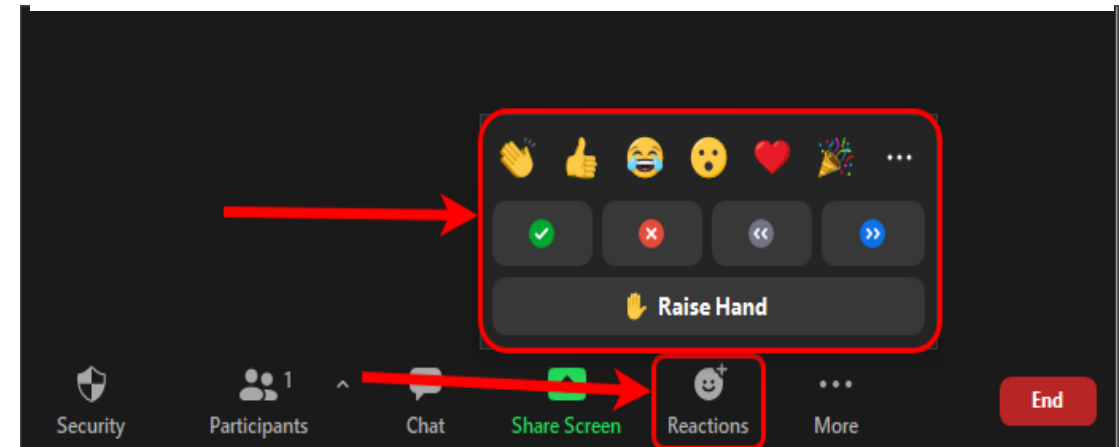 Raise Hand
1
Security
Participants
Chat
Share Screen
Reactions
More
End